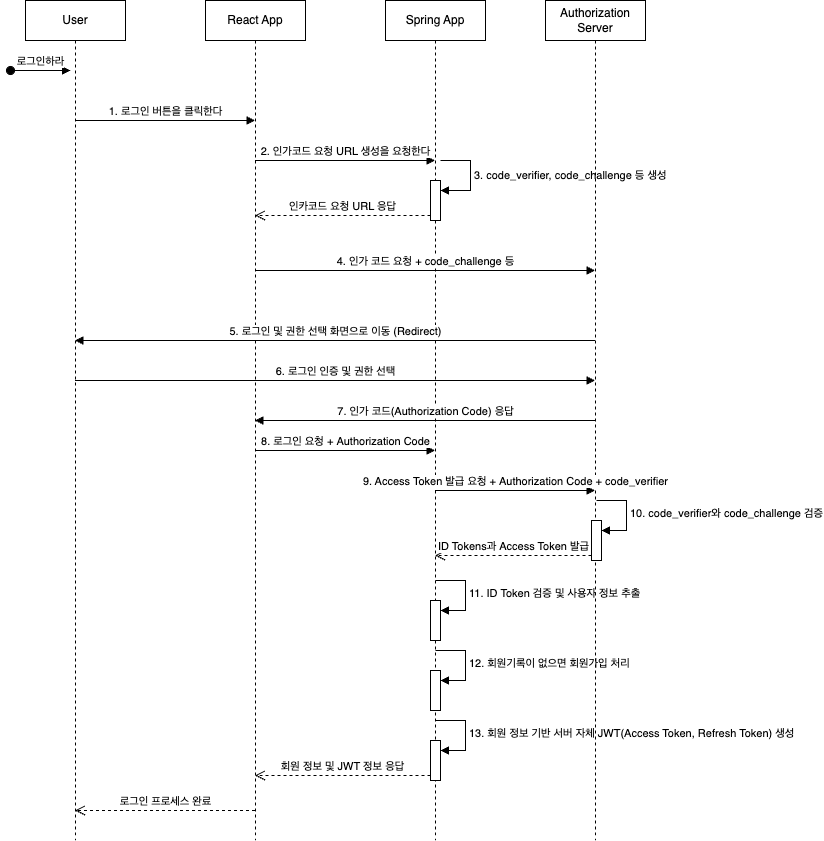 User
React App
Spring App
Authorization
Server
로그인하라
1. 로그인 버튼을 클릭한다
2. 인가코드 요청 URL 생성을 요청한다
3. code_verifier, code_challenge 등 생성
인카코드 요청 URL 응답
4. 인가 코드 요청 + code_challenge 등
5. 로그인 및 권한 선택 화면으로 이동 (Redirect)
6. 로그인 인증 및 권한 선택
7. 인가 코드(Authorization Code) 응답
8. 로그인 요청 + Authorization Code
9. Access Token 발급 요청 + Authorization Code + code_verifier
10. code_verifier와 code_challenge 검증
ID Tokens과 Access Token 발급
11. ID Token 검증 및 사용자 정보 추출
12. 회원기록이 없으면 회원가입 처리
13. 회원 정보 기반 서버 자체 JWT(Access Token, Refresh Token) 생성
회원 정보 및 JWT 정보 응답
로그인 프로세스 완료